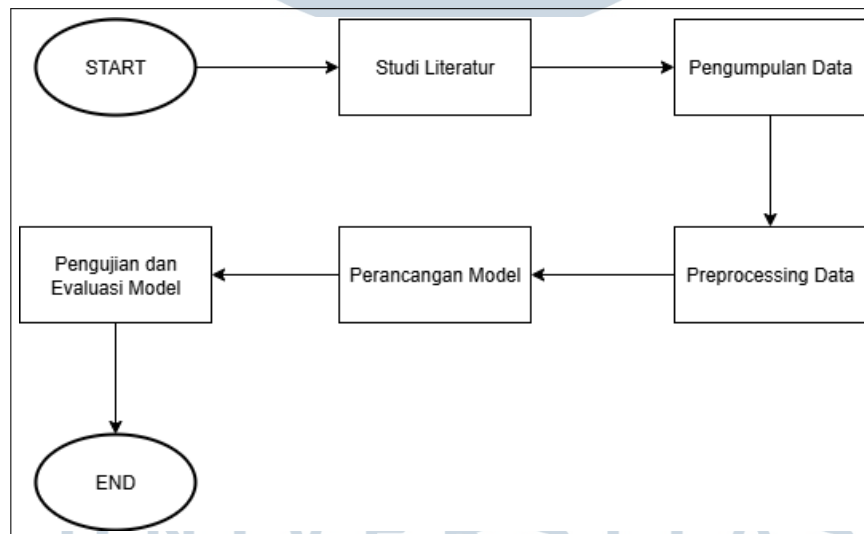 START
Studi Literatur
Pengumpulan Data
Preprocessing Data
Perancangan Model
Pengujian dan
Evaluasi Model
END